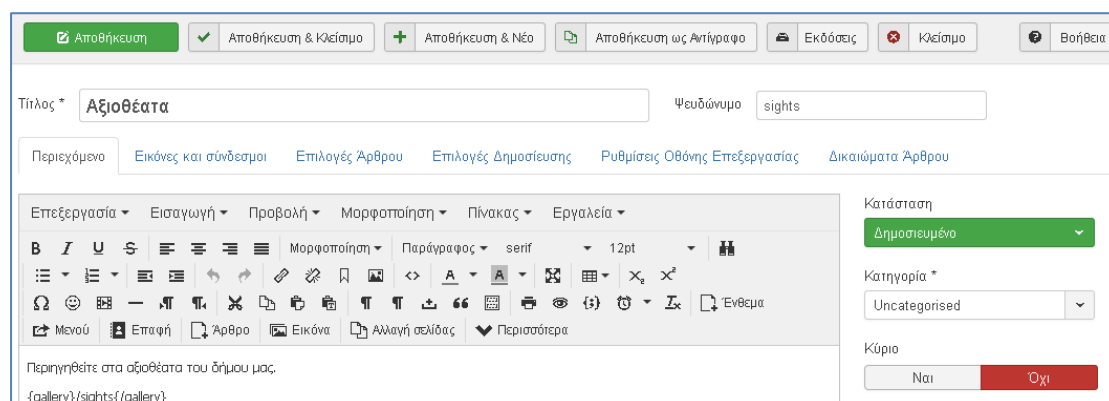 Αποθήκευση Αποθήκευση & Κλείσιμο Αποθήκευση & Νέο Αποθήκευση ως Αντίγραφο Εκδόσεις Κλείσιμο Βοήθεια
Τίτλος * Αξιοθέατα Ψευδώνυμο sights
Περιεχόμενο Εικόνες και σύνδεσμοι Επιλογές Άρθρου Επιλογές Δημοσίευσης Ρυθμίσεις Οθόνης Επεξεργασίας Δικαιώματα Άρθρου
Επεξεργασία Εισαγωγή Προβολή Μορφοποίηση Πίνακας Εργαλεία
Μορφοποίηση Παράγραφος serif 12pt
Ένθεμα
Μενού Επαφή Άρθρο Εικόνα Αλλαγή σελίδας Περισσότερα
Περιηγηθείτε στα αξιοθέατα του δήμου μας.
{gallery}/sights{/gallery}
Κατάσταση
Δημοσιευμένο
Κατηγορία *
Uncategorised
Κύριο
Ναι Όχι